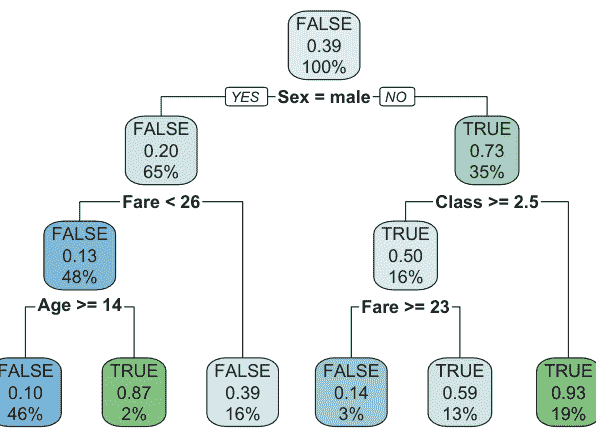 FALSE
0.39
100%
YES Sex = male NO
FALSE
0.20
65%
TRUE
0.73
35%
Fare < 26
Class >= 2.5
FALSE
0.13
48%
TRUE
0.50
16%
Age >= 14
Fare >= 23
FALSE
0.10
46%
TRUE
0.87
2%
FALSE
0.39
16%
FALSE
0.14
3%
TRUE
0.59
13%
TRUE
0.93
19%